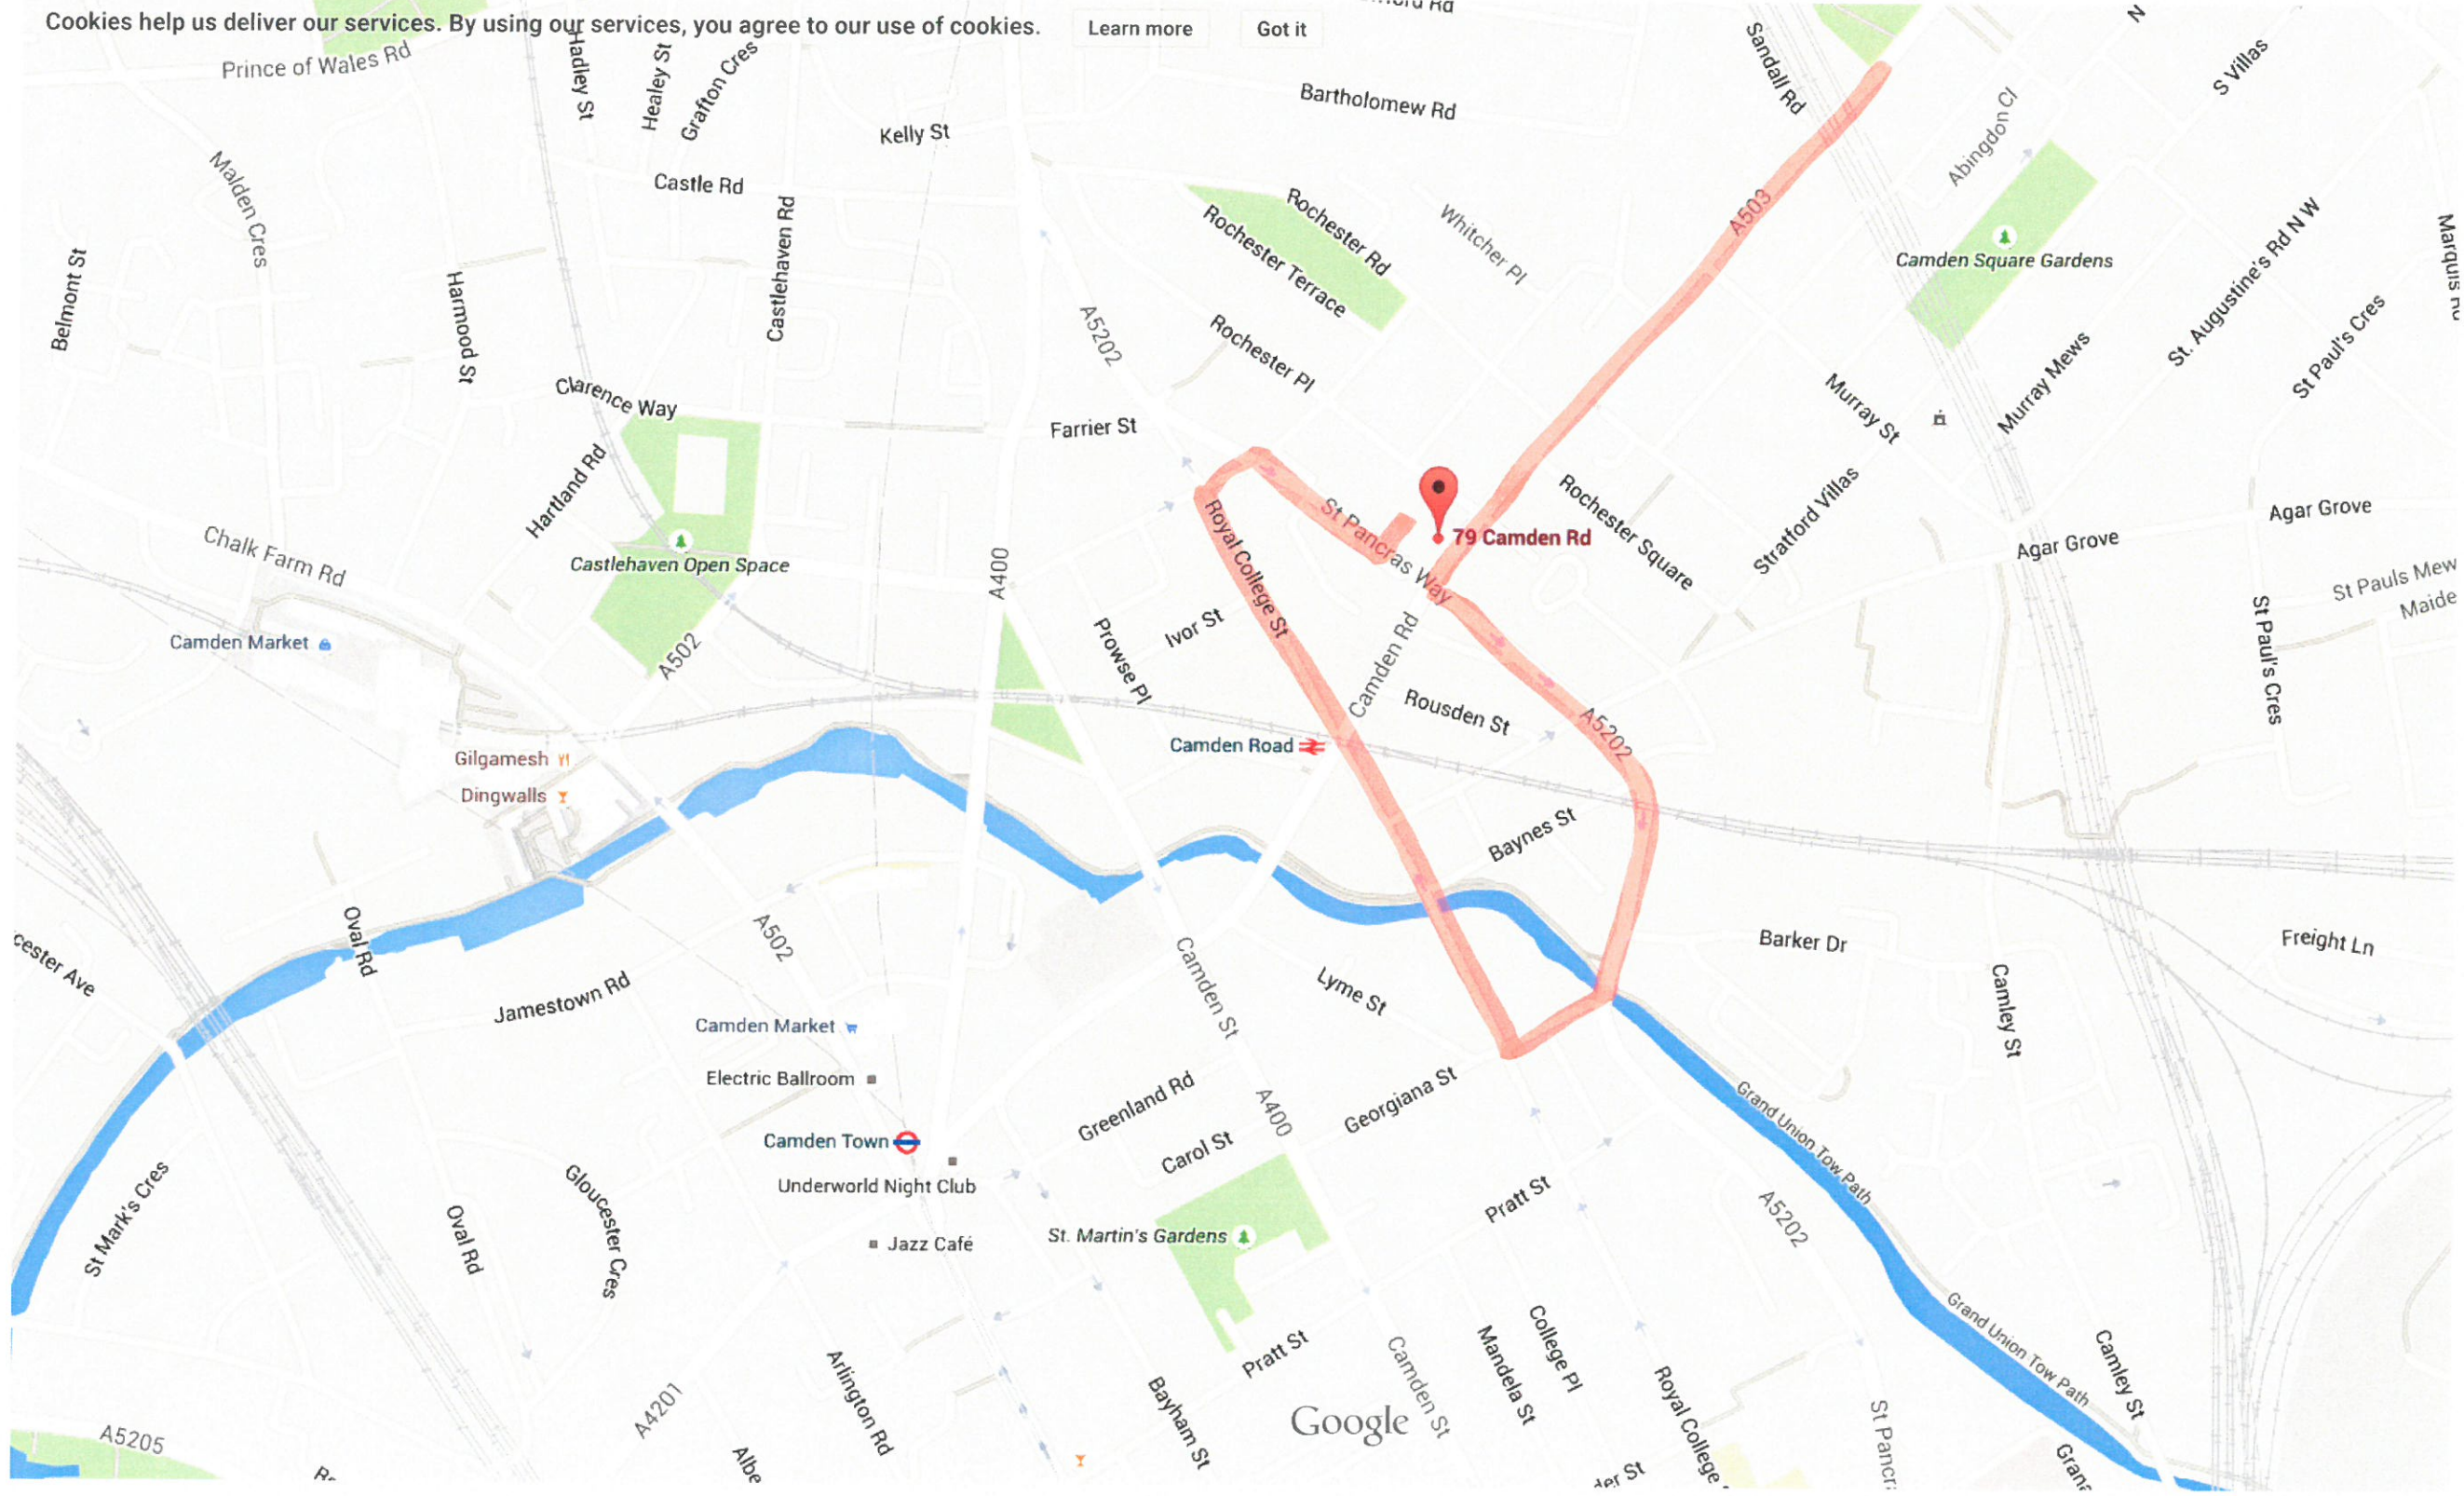 Cookies help us deliver our services. By using our services, you agree to our use of cookies.
Learn more
Got it
Prince of Wales Rd
Hadley St
Healey St
Grafton Cres
Kelly St
Bartholomew Rd
Sandall Rd
S Villas
Abingdon Cl
Malden Cres
Castle Rd
Castlehaven Rd
Rochester Rd
Rochester Terrace
Whitcher Pl
A503
Camden Square Gardens
St. Augustine's Rd N W
Belmont St
Harmood St
A5202
Rochester Pl
Murray St
Murray Mews
St Paul's Cres
Clarence Way
Farrier St
Hartland Rd
Chalk Farm Rd
Castlehaven Open Space
A400
Royal College St
St Pancras Way
79 Camden Rd
Rochester Square
Stratford Villas
Agar Grove
Agar Grove
St Pauls Mew
Maide
St Paul's Cres
Camden Market
A502
Prowse Pl
Ivor St
Camden Rd
Rousden St
A5202
Camden Road
Gilgamesh
Dingwalls
Baynes St
Oval Rd
A502
Barker Dr
Freight Ln
cester Ave
Jamestown Rd
Camden St
Lyme St
Camley St
Camden Market
Electric Ballroom
Greenland Rd
A400
Georgiana St
Grand Union Tow Path
Camden Town
Carol St
Underworld Night Club
Pratt St
A5202
St Mark's Cres
Oval Rd
Gloucester Cres
Jazz Café
St. Martin's Gardens
Grand Union Tow Path
A4201
Arlington Rd
Bayham St
Pratt St
Camden St
Mandela St
College Pl
Royal College
Camley St
St Pancr
A5205
Albe
Google
der St
Gran